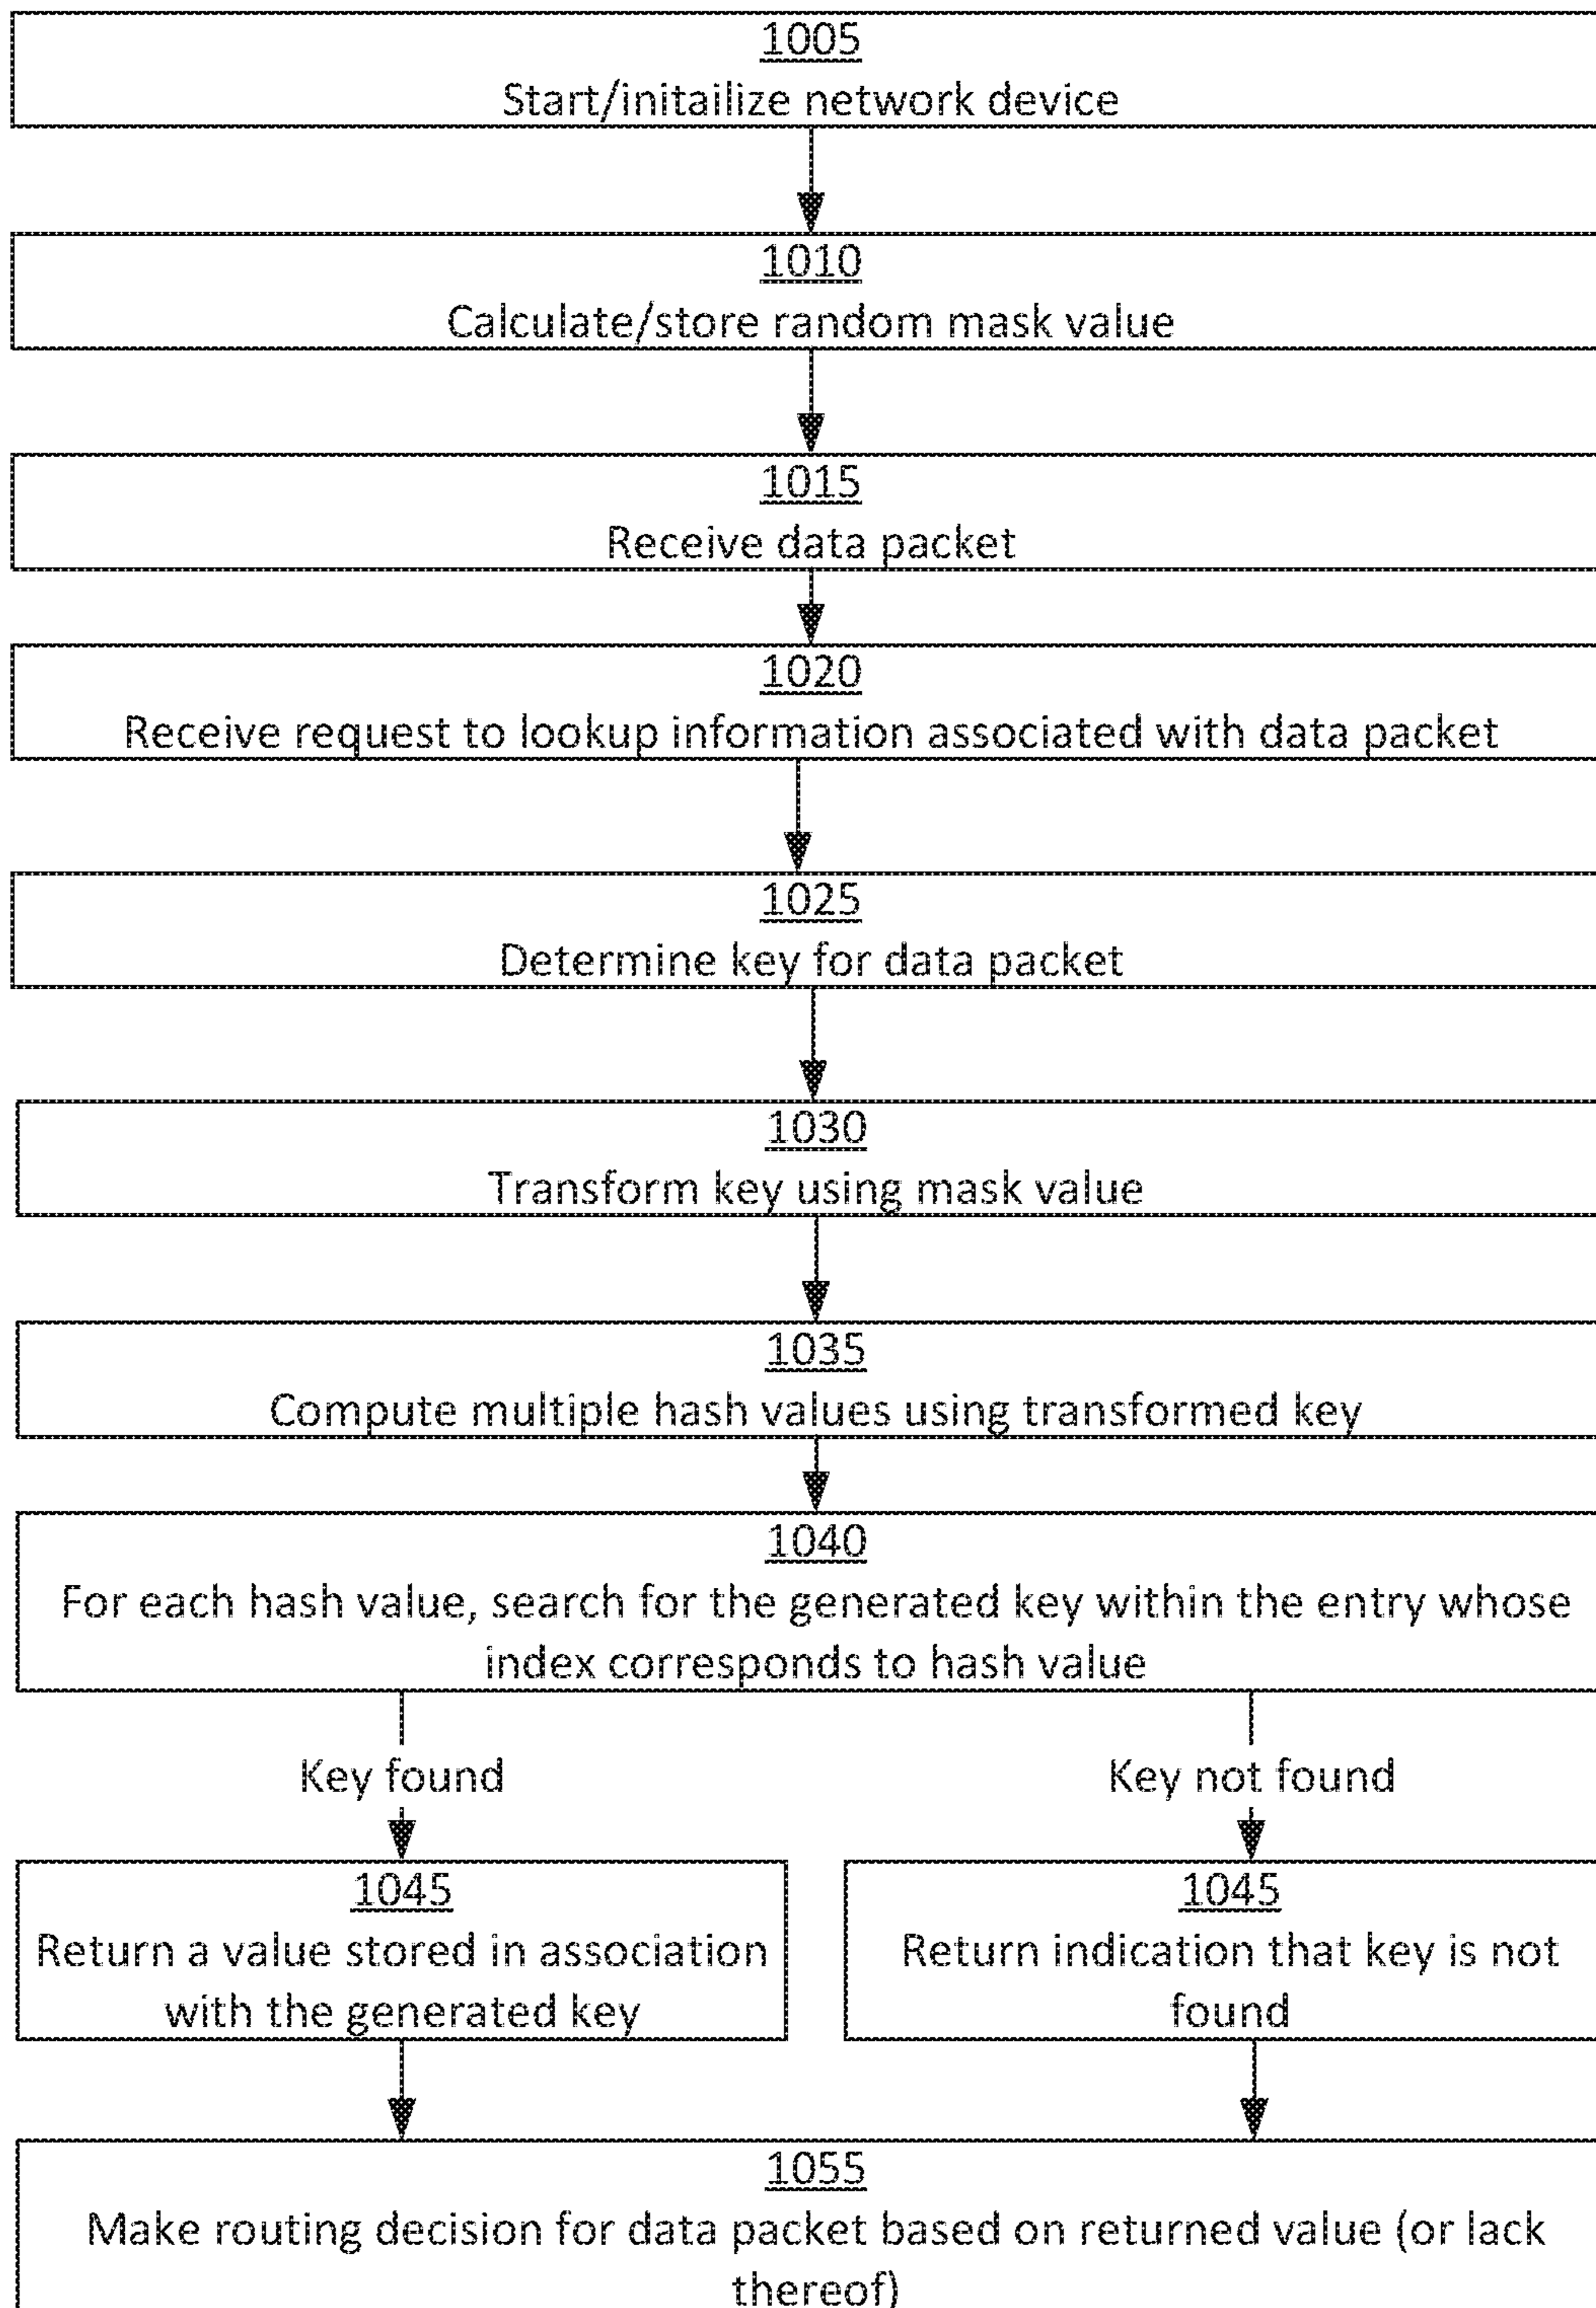 1005
Start/initailize network device
1010
Calculate/store random mask value
1015
Receive data packet
1020
Receive request to lookup information associated with data packet
1025
Determine key for data packet
1030
Transform key using mask value
1035
Compute multiple hash values using transformed key
1040
For each hash value, search for the generated key within the entry whose
index corresponds to hash value
Key found
Key not found
1045
Return a value stored in association
with the generated key
1045
Return indication that key is not
found
1055
Make routing decision for data packet based on returned value (or lack
thereof)